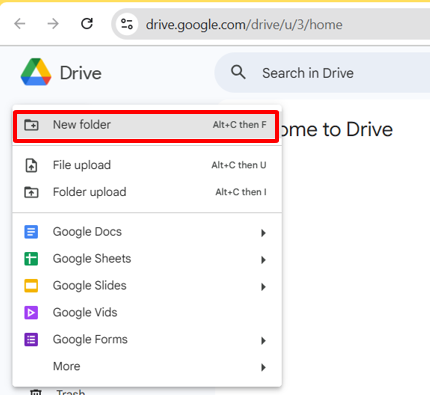 drive.google.com/drive/u/3/home
Drive
Search in Drive
New folder Alt+C then F
ome to Drive
File upload Alt+C then U
Folder upload Alt+C then I
Google Docs
Google Sheets
Google Slides
Google Vids
Google Forms
More
Trash